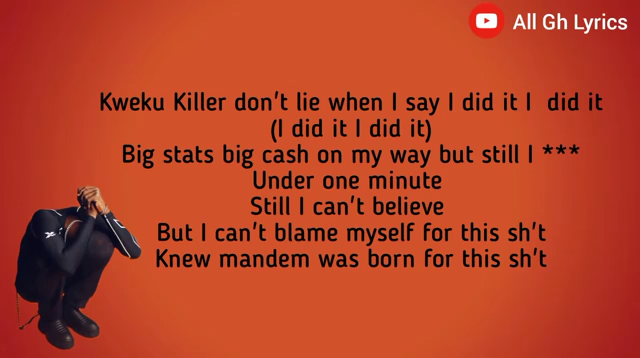 All Gh Lyrics
Kweku Killer don't lie when I say I did it I did it
(I did it I did it)
Big stats big cash on my way but still I ***
Under one minute
Still I can't believe
But I can't blame myself for this sh't
Knew mandem was born for this sh't